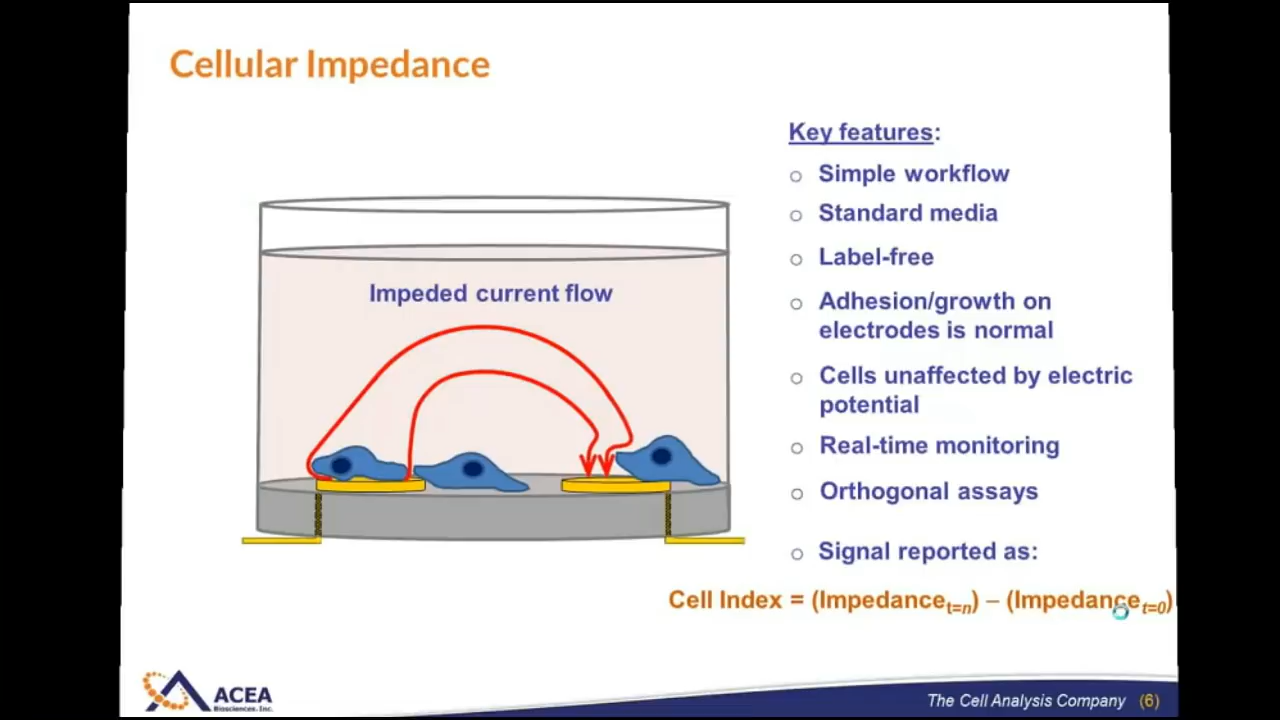 Cellular Impedance
Key features:
Simple workflow
Standard media
Label-free
Adhesion/growth on
electrodes is normal
Cells unaffected by electric
potential
Real-time monitoring
Orthogonal assays
Signal reported as:
Cell Index = (Impedancet=n) – (Impedancet=0)
Impeded current flow
ACEA
Biosciences, Inc.
The Cell Analysis Company (6)